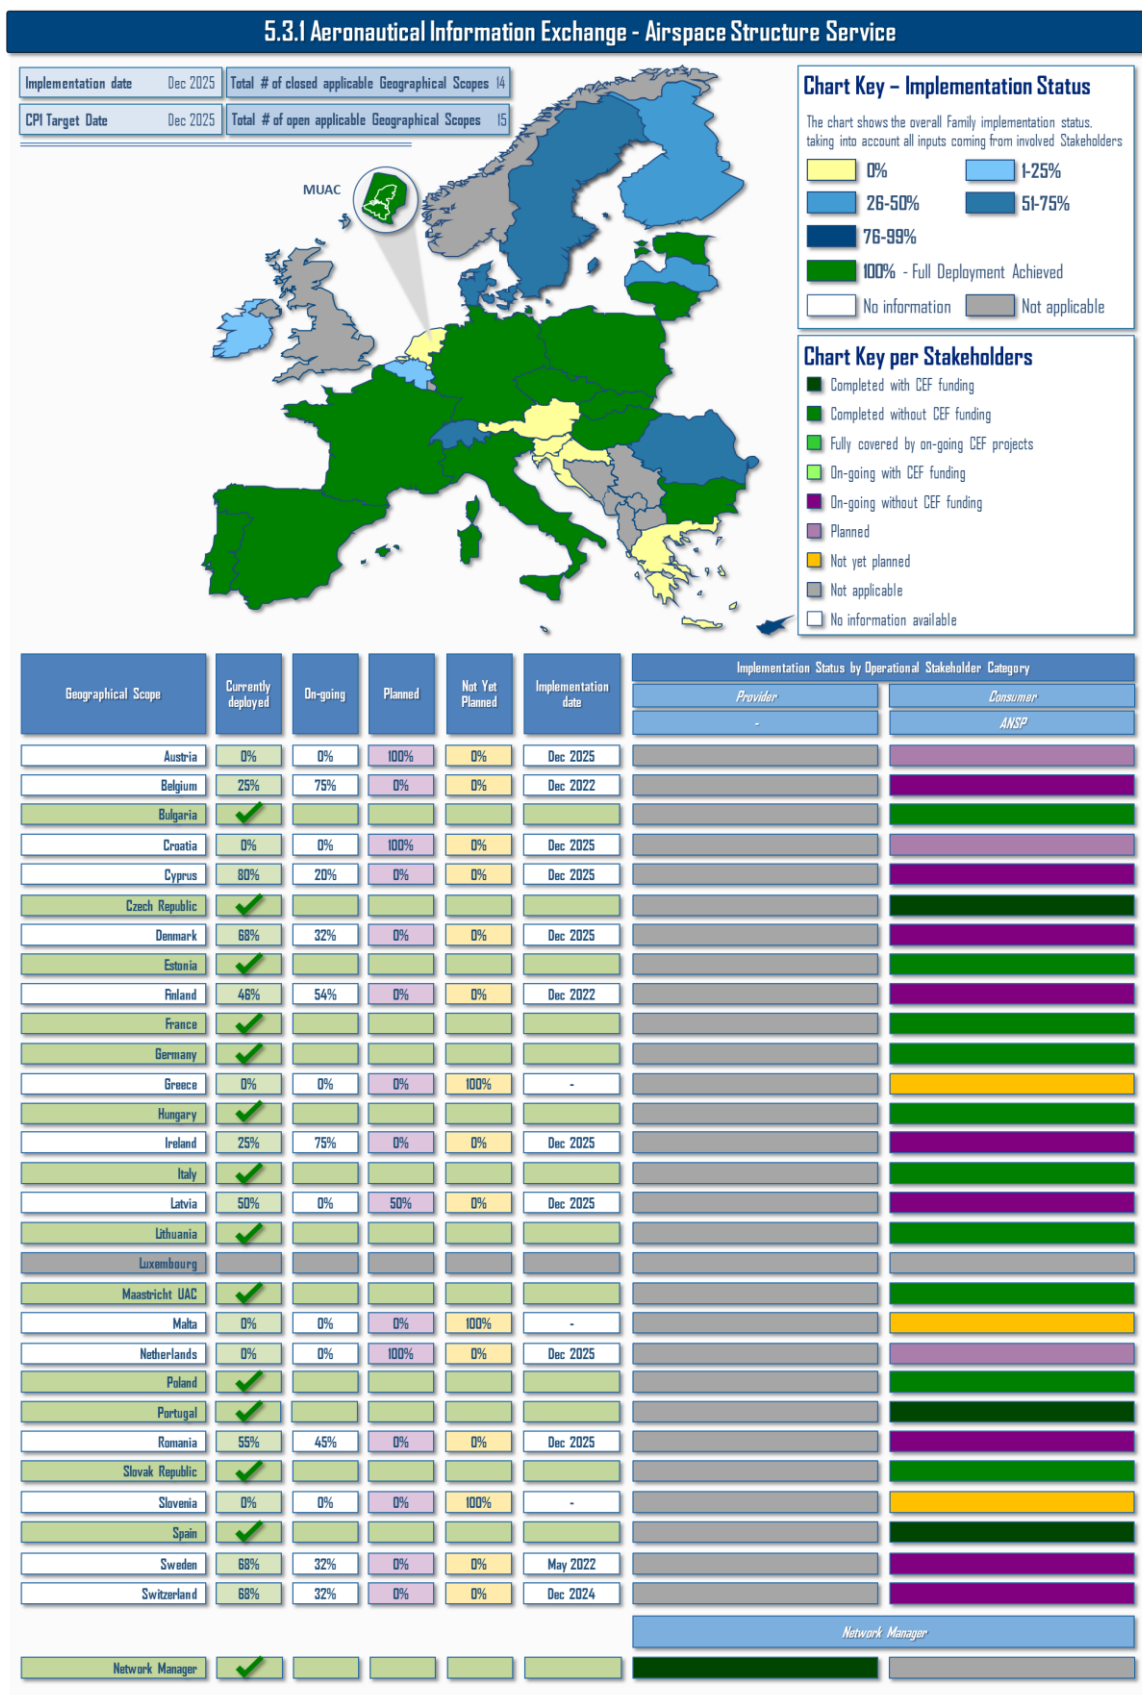 5.3.1 Aeronautical Information Exchange - Airspace Structure Service
Implementation date Dec 2025 Total # of closed applicable Geographical Scopes 14
CPI Target Date Dec 2025 Total # of open applicable Geographical Scopes 15
MUAC
Chart Key – Implementation Status
The chart shows the overall Family implementation status.
taking into account all inputs coming from involved Stakeholders
0% 1-25%
26-50% 51-75%
76-99%
100% - Full Deployment Achieved
No information Not applicable
Chart Key per Stakeholders
Completed with CEF funding
Completed without CEF funding
Fully covered by on-going CEF projects
On-going with CEF funding
On-going without CEF funding
Planned
Not yet planned
Not applicable
No information available
Geographical Scope
Currently
deployed
On-going
Planned
Not Yet
Planned
Implementation
date
Implementation Status by Operational Stakeholder Category
Provider Consumer
- ANSP
Austria 0% 0% 100% 0% Dec 2025
Belgium 25% 75% 0% 0% Dec 2022
Bulgaria
Croatia 0% 0% 100% 0% Dec 2025
Cyprus 80% 20% 0% 0% Dec 2025
Czech Republic
Denmark 68% 32% 0% 0% Dec 2025
Estonia
Finland 46% 54% 0% 0% Dec 2022
France
Germany
Greece 0% 0% 0% 100% -
Hungary
Ireland 25% 75% 0% 0% Dec 2025
Italy
Latvia 50% 0% 50% 0% Dec 2025
Lithuania
Luxembourg
Maastricht UAC
Malta 0% 0% 0% 100% -
Netherlands 0% 0% 100% 0% Dec 2025
Poland
Portugal
Romania 55% 45% 0% 0% Dec 2025
Slovak Republic
Slovenia 0% 0% 0% 100% -
Spain
Sweden 68% 32% 0% 0% May 2022
Switzerland 68% 32% 0% 0% Dec 2024
Network Manager
Network Manager